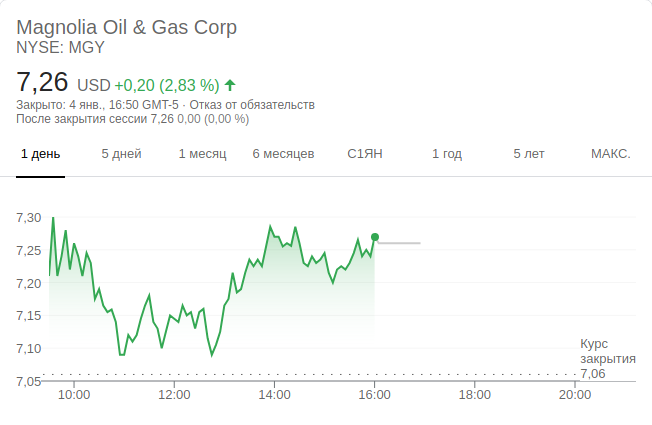 Magnolia Oil & Gas Corp
NYSE: MGY
7,26 USD +0,20 (2,83 %)
Закрыто: 4 янв., 16:50 GMT-5 · Отказ от обязательств
После закрытия сессии 7,26 0,00 (0,00 %)
1 день 5 дней 1 месяц 6 месяцев С1ЯН 1 год 5 лет МАКС.
7,30
7,25
7,20
7,15
7,10
7,05
Курс
закрытия
7,06
10:00 12:00 14:00 16:00 18:00 20:00